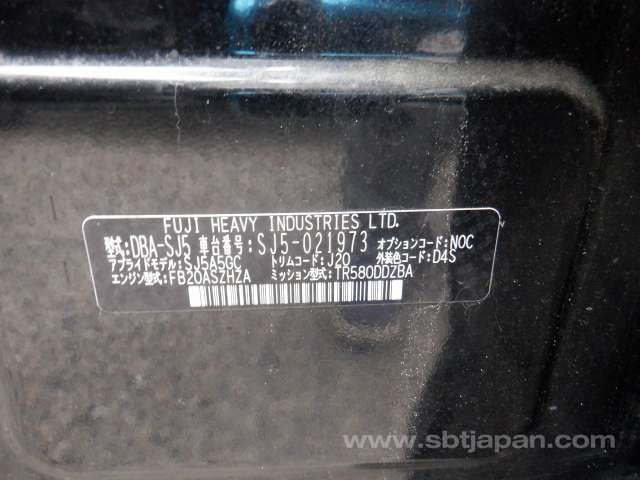 FUJI HEAVY INDUSTRIES LTD.
型式:DBA-SJ5 車台番号:SJ5-021973 オプションコード:NOC
アプライドモデル:SJ5A5GC トリムコード:J20 外装色コード:D4S
エンジン型式:FB20ASZHZA ミッション型式:TR580DDZBA
www.sbtjapan.com